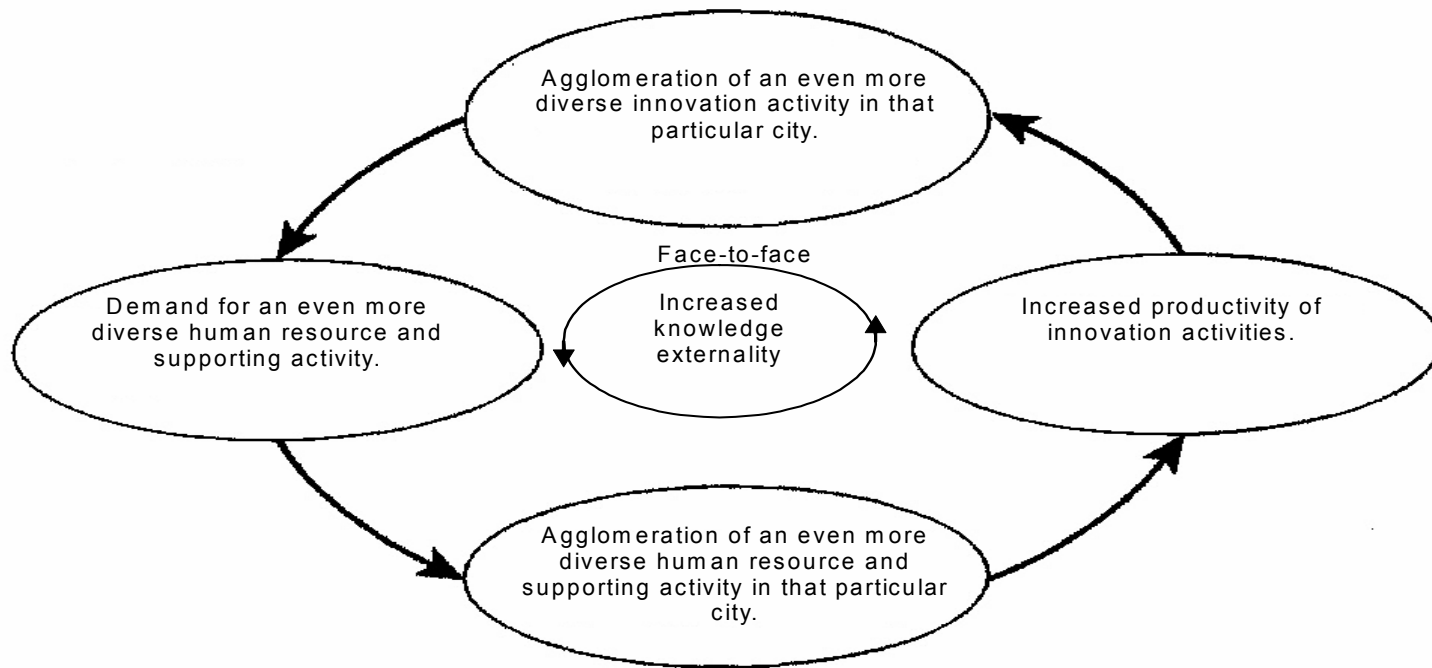 Agglomeration of an even more
diverse innovation activity in that
particular city.
Face-to-face
Demand for an even more
diverse human resource and
supporting activity.
Increased
knowledge
externality
Increased productivity of
innovation activities.
Agglomeration of an even more
diverse human resource and
supporting activity in that particular
city.